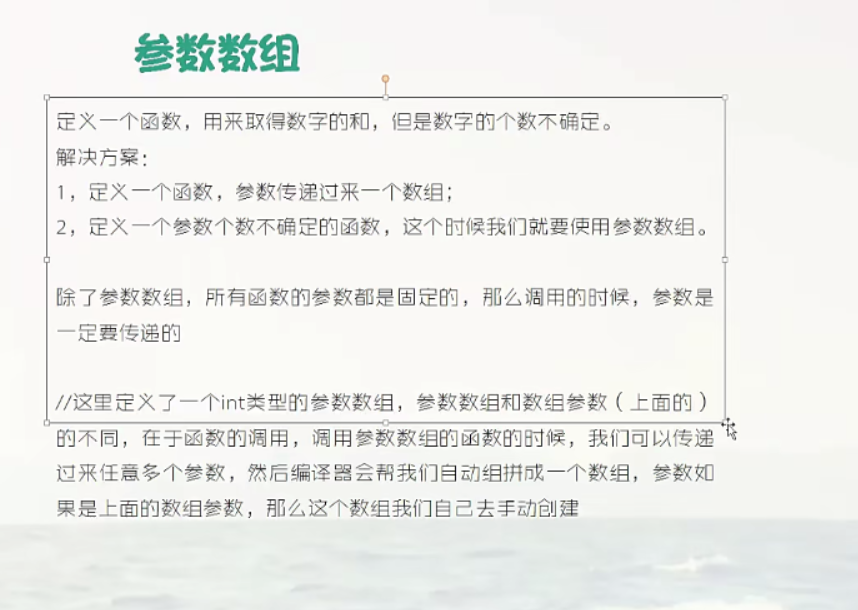 参数数组
定义一个函数，用来取得数字的和，但是数字的个数不确定。
解决方案：
1，定义一个函数，参数传递过来一个数组；
2，定义一个参数个数不确定的函数，这个时候我们就要使用参数数组。
除了参数数组，所有函数的参数都是固定的，那么调用的时候，参数是
一定要传递的
//这里定义了一个int类型的参数数组，参数数组和数组参数（上面的）
的不同，在于函数的调用，调用参数数组的函数的时候，我们可以传递
过来任意多个参数，然后编译器会帮我们自动组拼成一个数组，参数如
果是上面的数组参数，那么这个数组我们自己去手动创建